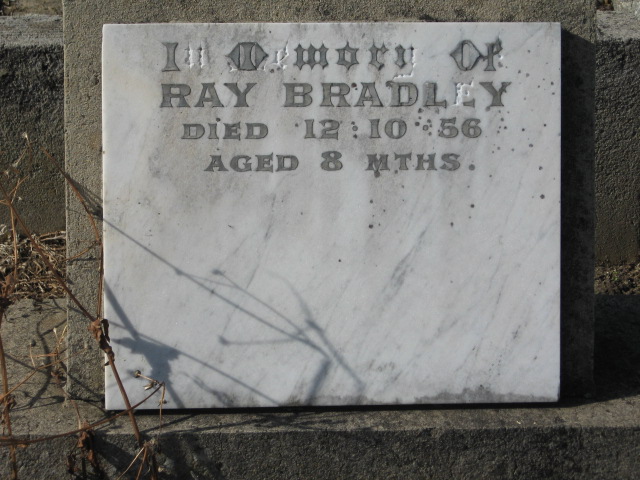 In Memory Of
RAY BRADLEY
DIED 12·10·56
AGED 8 MTHS.